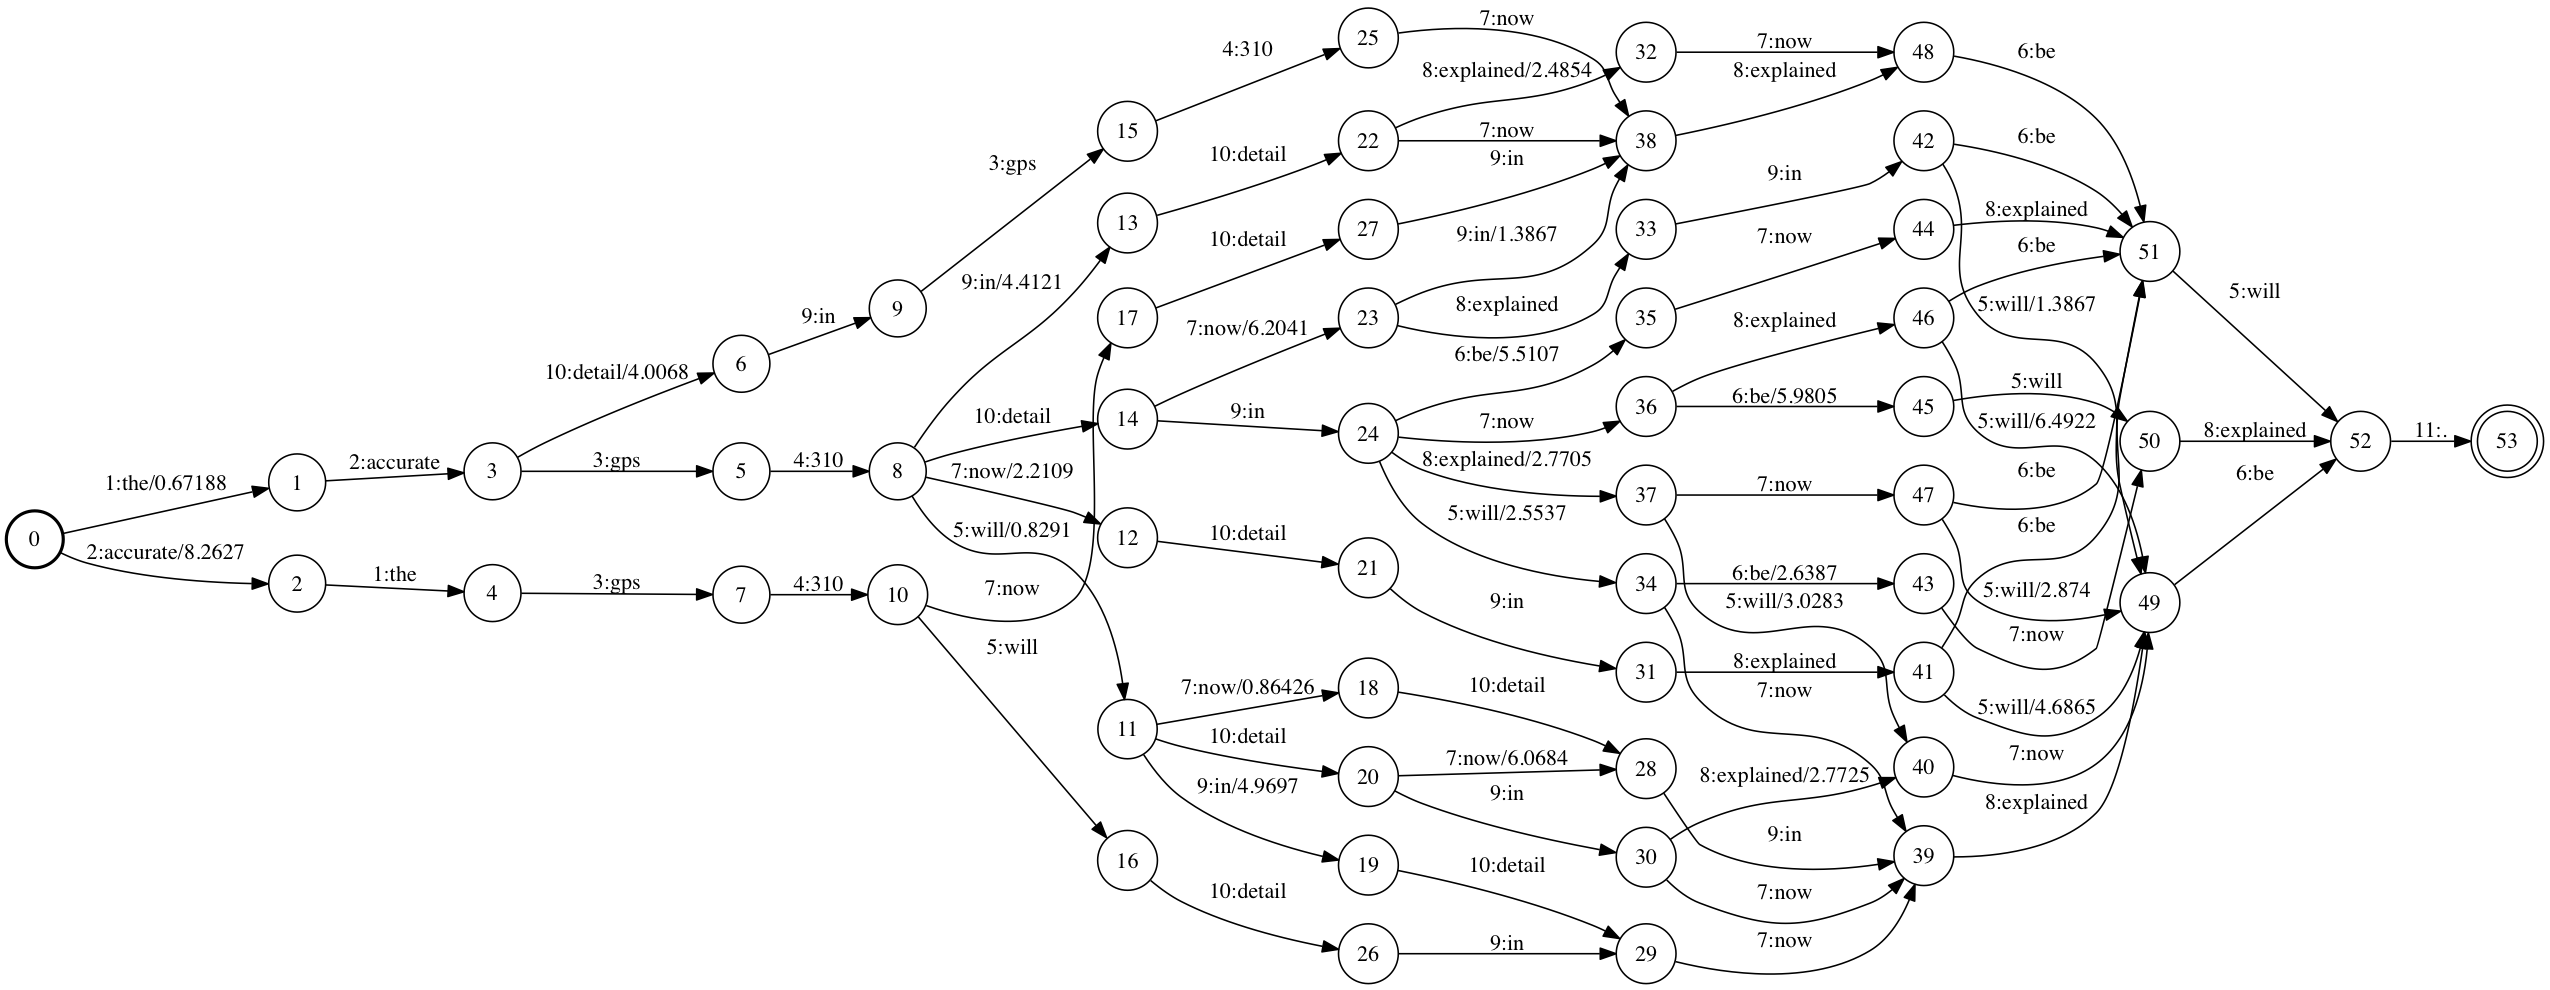 0
1:the/0.67188
2:accurate/8.2627
1
2
2:accurate
1:the
3
4
10:detail/4.0068
3:gps
3:gps
6
5
7
9:in
4:310
4:310
9
8
10
3:gps
9:in/4.4121
10:detail
7:now/2.2109
5:will/0.8291
7:now
5:will
15
13
17
14
12
11
16
4:310
10:detail
10:detail
7:now/6.2041
9:in
10:detail
7:now/0.86426
10:detail
9:in/4.9697
10:detail
25
22
27
23
24
21
18
20
19
26
7:now
8:explained/2.4854
7:now
9:in
9:in/1.3867
8:explained
6:be/5.5107
7:now
8:explained/2.7705
5:will/2.5537
9:in
10:detail
7:now/6.0684
9:in
10:detail
9:in
32
38
33
35
36
37
34
31
28
30
29
7:now
8:explained
9:in
7:now
8:explained
6:be/5.9805
7:now
6:be/2.6387
5:will/3.0283
8:explained
7:now
8:explained/2.7725
9:in
7:now
7:now
48
42
44
46
45
47
43
41
40
39
6:be
6:be
8:explained
6:be
5:will/1.3867
5:will
5:will/6.4922
6:be
6:be
5:will/2.874
7:now
5:will/4.6865
7:now
8:explained
51
50
49
5:will
8:explained
6:be
52
11:.
53